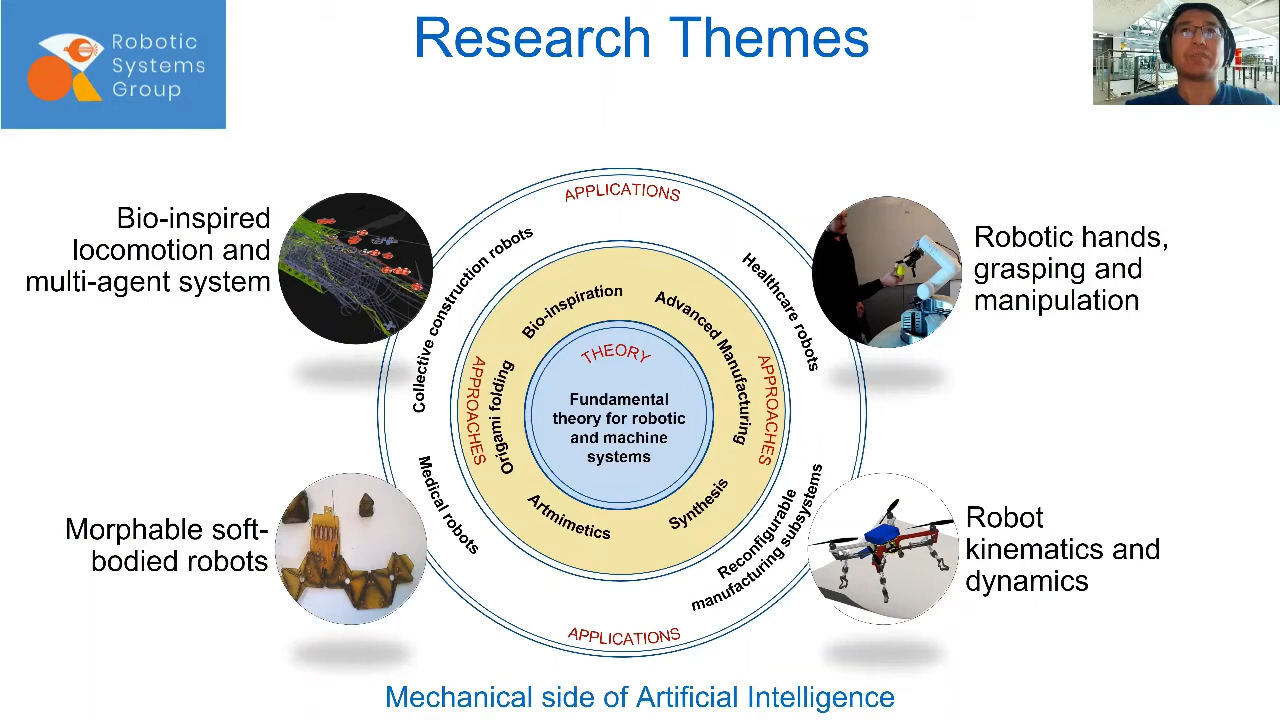 Robotic
Systems
Group
Research Themes
Bio-inspired
locomotion and
multi-agent system
Robotic hands,
grasping and
manipulation
Morphable soft-
bodied robots
Robot
kinematics and
dynamics
APPLICATIONS
Collective construction robots
Healthcare robots
Medical robots
Reconfigurable
manufacturing subsystems
APPLICATIONS
APPROACHES
Bio-inspiration
Advanced Manufacturing
APPROACHES
Origami folding
Artmimetics
Synthesis
THEORY
Fundamental
theory for robotic
and machine
systems
Mechanical side of Artificial Intelligence